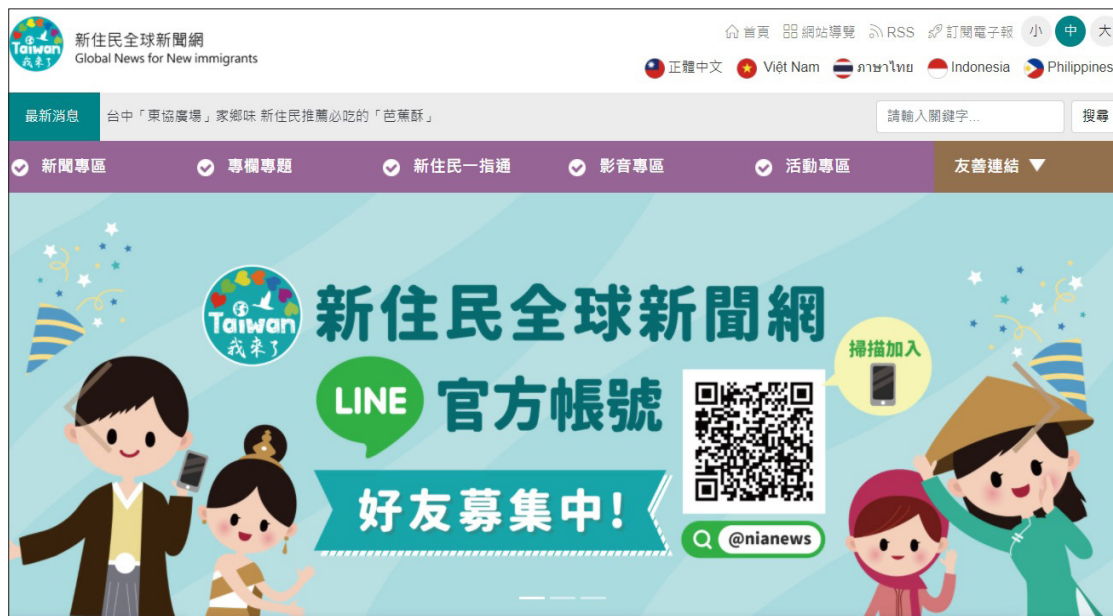 Taiwan
我來了
新住民全球新聞網
Global News for New immigrants
首頁 網站導覽 RSS 訂閱電子報 小 中 大
正體中文 Việt Nam ภาษาไทย Indonesia Philippines
最新消息 台中「東協廣場」家鄉味 新住民推薦必吃的「芭蕉酥」 請輸入關鍵字... 搜尋
新聞專區 專欄專題 新住民一指通 影音專區 活動專區 友善連結 ▼
Taiwan
我來了
新住民全球新聞網
掃描加入
LINE 官方帳號
好友募集中!
@nianews